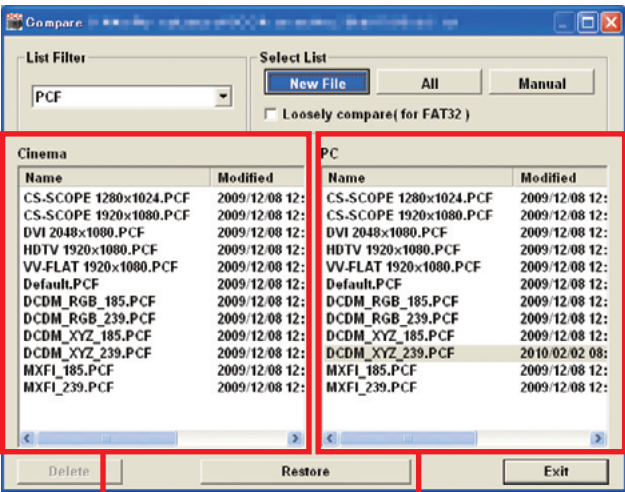 Compare
List Filter
Select List
PCF
New File All Manual
Loosely compare( for FAT32 )
Cinema
Name Modified
CS-SCOPE 1280x1024.PCF 2009/12/08 12:
CS-SCOPE 1920x1080.PCF 2009/12/08 12:
DVI 2048x1080.PCF 2009/12/08 12:
HDTV 1920x1080.PCF 2009/12/08 12:
VV-FLAT 1920x1080.PCF 2009/12/08 12:
Default.PCF 2009/12/08 12:
DCDM_RGB_185.PCF 2009/12/08 12:
DCDM_RGB_239.PCF 2009/12/08 12:
DCDM_XYZ_185.PCF 2009/12/08 12:
DCDM_XYZ_239.PCF 2009/12/08 12:
MXFI_185.PCF 2009/12/08 12:
MXFI_239.PCF 2009/12/08 12:
PC
Name Modified
CS-SCOPE 1280x1024.PCF 2009/12/08 12:
CS-SCOPE 1920x1080.PCF 2009/12/08 12:
DVI 2048x1080.PCF 2009/12/08 12:
HDTV 1920x1080.PCF 2009/12/08 12:
VV-FLAT 1920x1080.PCF 2009/12/08 12:
Default.PCF 2009/12/08 12:
DCDM_RGB_185.PCF 2009/12/08 12:
DCDM_RGB_239.PCF 2009/12/08 12:
DCDM_XYZ_185.PCF 2009/12/08 12:
DCDM_XYZ_239.PCF 2010/02/02 08:
MXFI_185.PCF 2009/12/08 12:
MXFI_239.PCF 2009/12/08 12:
Delete Restore Exit